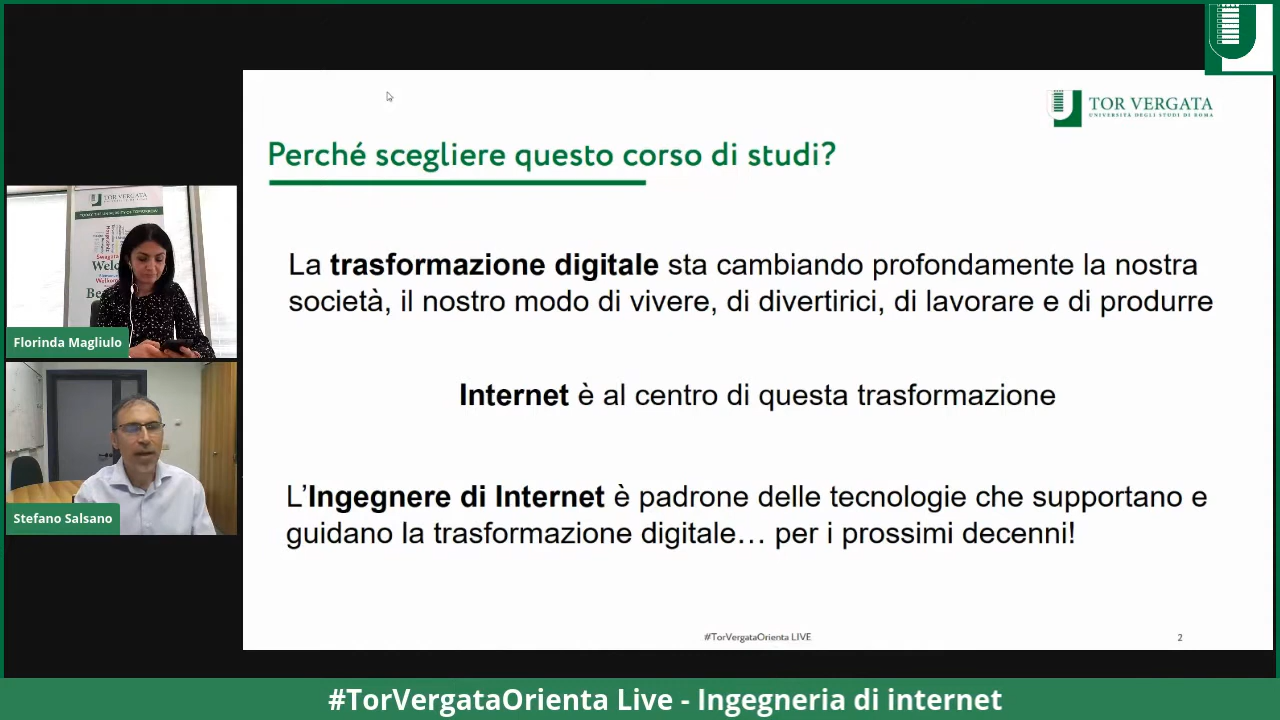 TOR VERGATA
UNIVERSITÀ DEGLI STUDI DI ROMA
Perché scegliere questo corso di studi?
La trasformazione digitale sta cambiando profondamente la nostra
società, il nostro modo di vivere, di divertirici, di lavorare e di produrre
Internet è al centro di questa trasformazione
L'Ingegnere di Internet è padrone delle tecnologie che supportano e
guidano la trasformazione digitale… per i prossimi decenni!
#TorVergataOrienta LIVE
2
TOR VERGATA
Florinda Magliulo
Stefano Salsano
#TorVergataOrienta Live - Ingegneria di internet